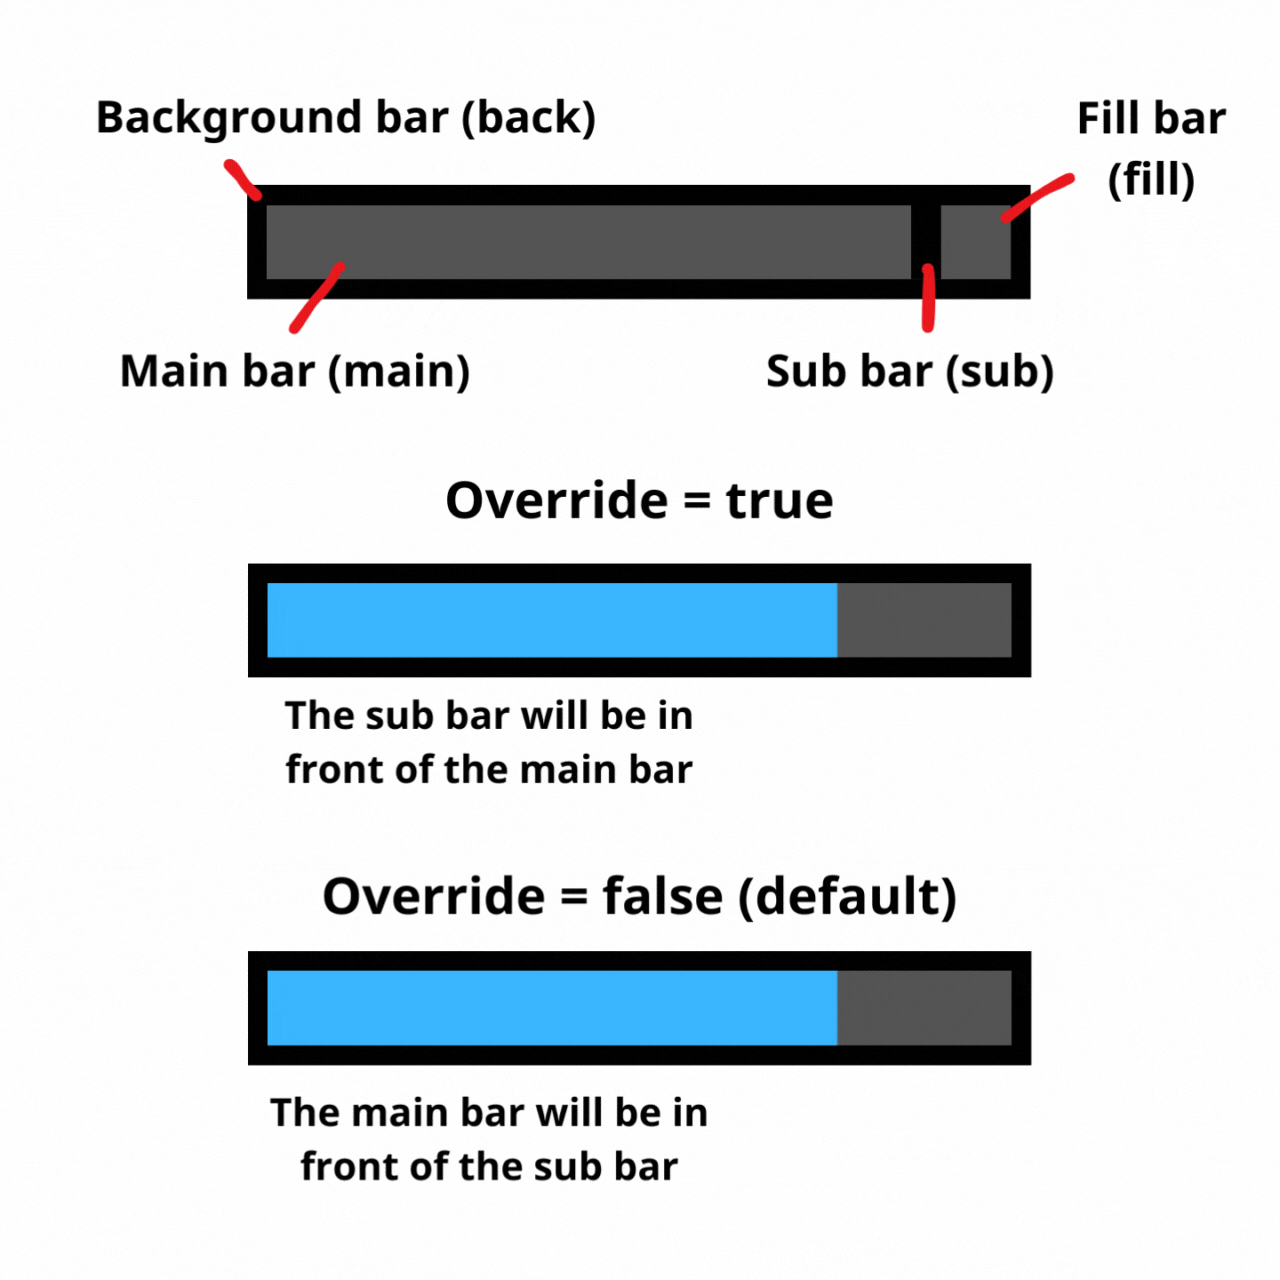 Background bar (back)
Fill bar
(fill)
Main bar (main)
Sub bar (sub)
Override = true
The sub bar will be in
front of the main bar
Override = false (default)
The main bar will be in
front of the sub bar